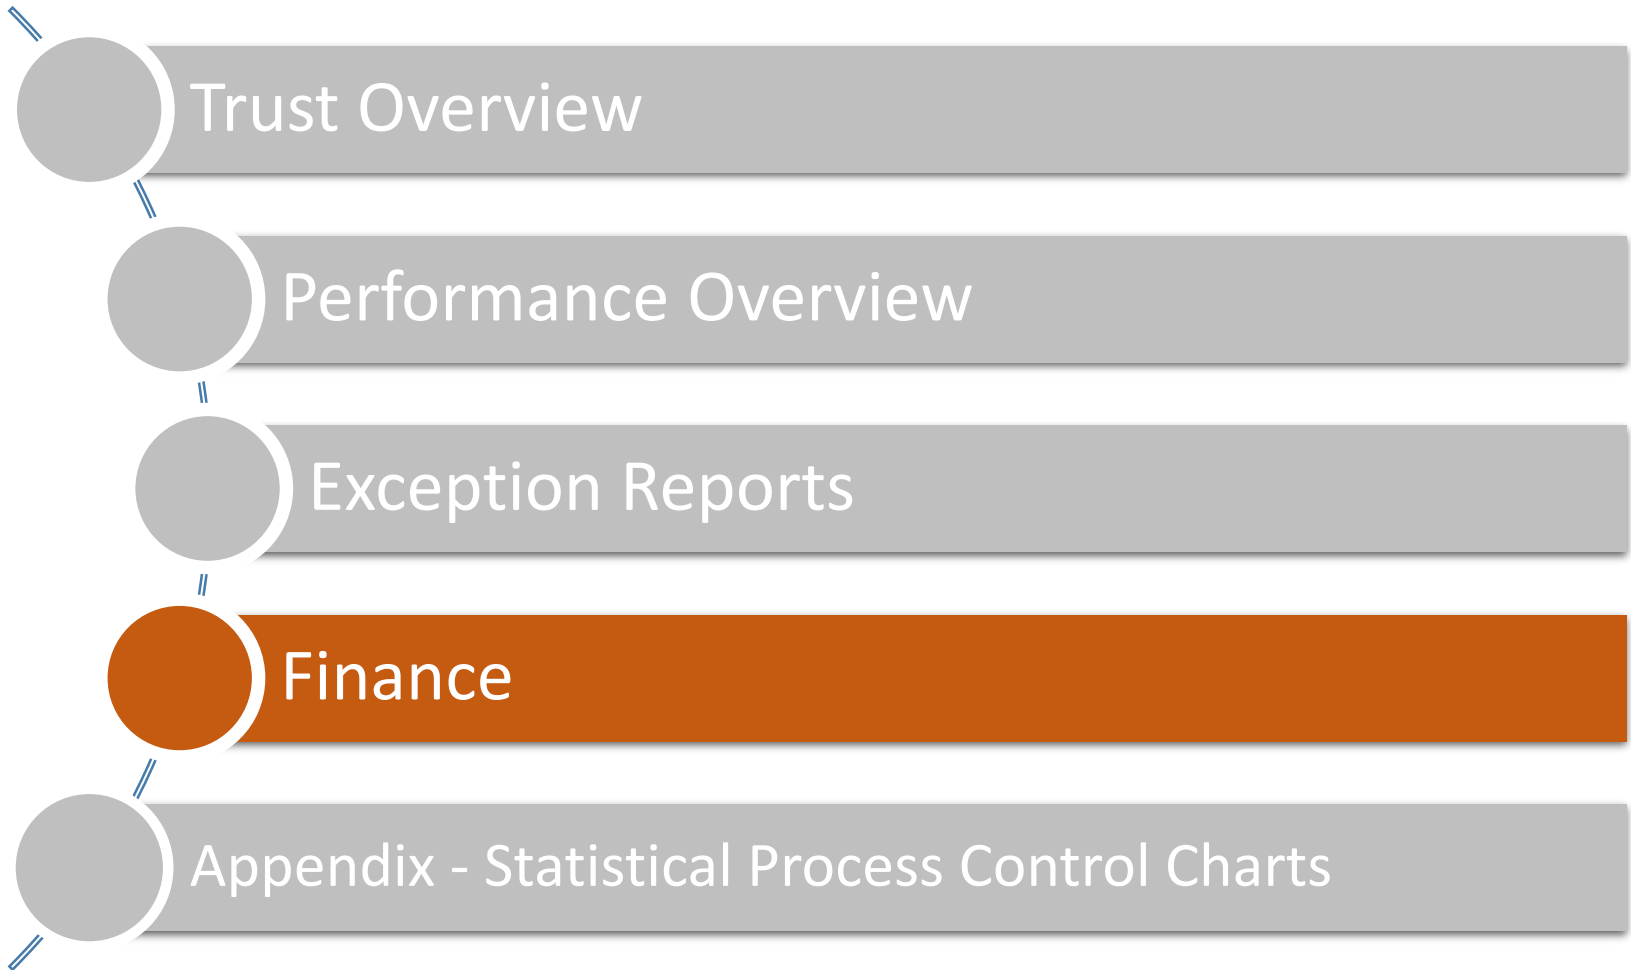 Trust Overview
Performance Overview
Exception Reports
Finance
Appendix - Statistical Process Control Charts